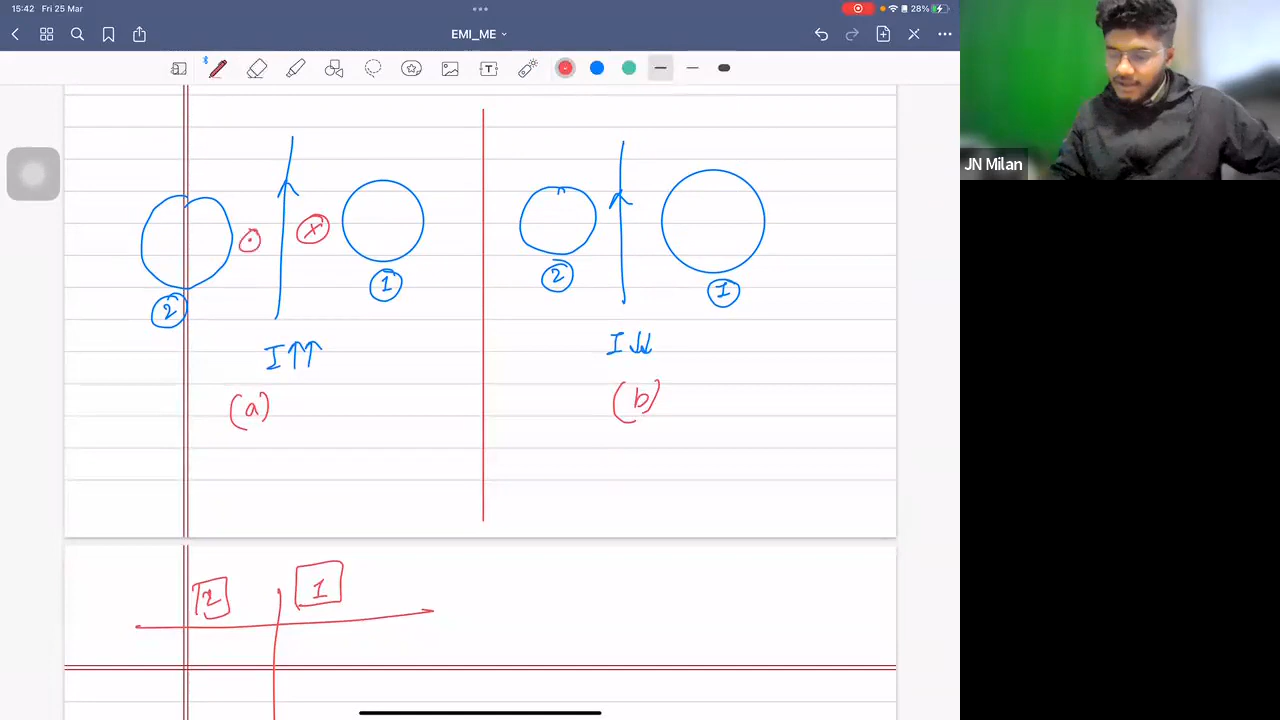 15:42 Fri 25 Mar
28%
EMI_ME
T
JN Milan
2
1
I↑↑
(a)
2
1
I↓↓
(b)
2 1